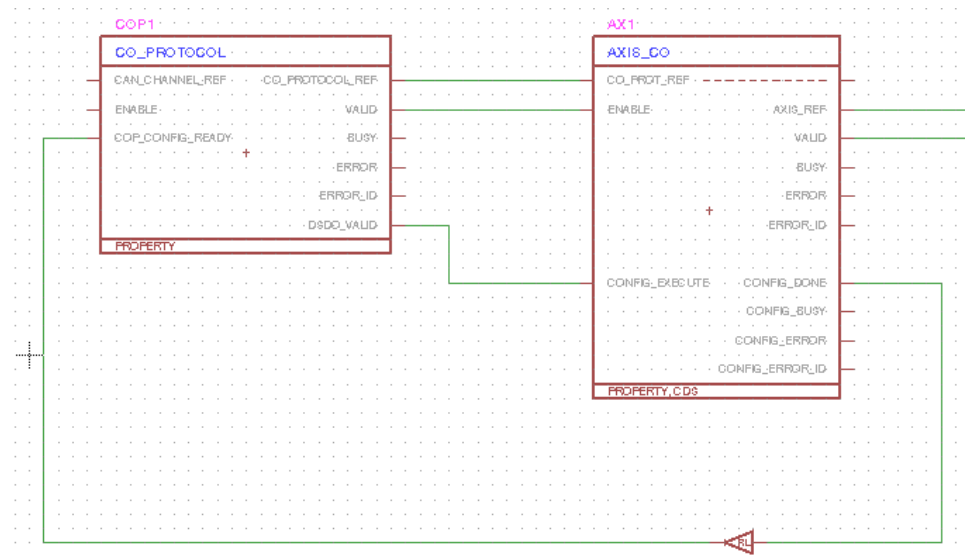 COP1
CO_PROTOCOL
CAN_CHANNEL_REF CO_PROTOCOL_REF
ENABLE VALID
COP_CONFIG_READY BUSY
ERROR
ERROR_ID
DSDO_VALID
PROPERTY
AX1
AXIS_CO
CO_PROT_REF
ENABLE AXIS_REF
VALID
BUSY
ERROR
ERROR_ID
CONFIG_EXECUTE CONFIG_DONE
CONFIG_BUSY
CONFIG_ERROR
CONFIG_ERROR_ID
PROPERTY,CDS
RL